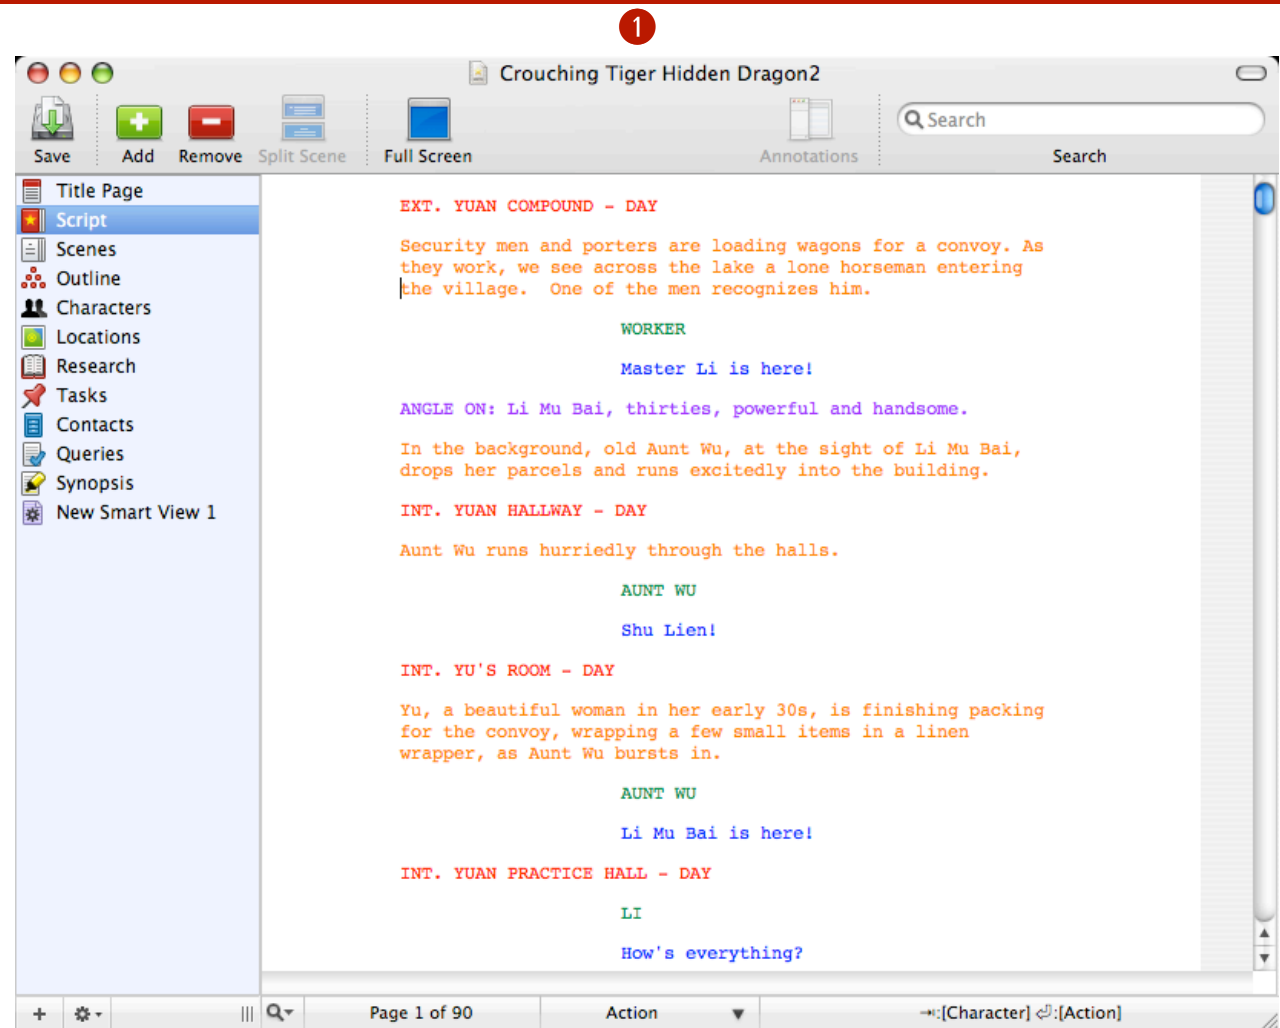 1
Crouching Tiger Hidden Dragon2
Search
Save
Add
Remove
Split Scene
Full Screen
Annotations
Search
Title Page
Script
Scenes
Outline
Characters
Locations
Research
Tasks
Contacts
Queries
Synopsis
New Smart View 1
EXT. YUAN COMPOUND - DAY
Security men and porters are loading wagons for a convoy. As
they work, we see across the lake a lone horseman entering
the village.  One of the men recognizes him.
WORKER
Master Li is here!
ANGLE ON: Li Mu Bai, thirties, powerful and handsome.
In the background, old Aunt Wu, at the sight of Li Mu Bai,
drops her parcels and runs excitedly into the building.
INT. YUAN HALLWAY - DAY
Aunt Wu runs hurriedly through the halls.
AUNT WU
Shu Lien!
INT. YU'S ROOM - DAY
Yu, a beautiful woman in her early 30s, is finishing packing
for the convoy, wrapping a few small items in a linen
wrapper, as Aunt Wu bursts in.
AUNT WU
Li Mu Bai is here!
INT. YUAN PRACTICE HALL - DAY
LI
How's everything?
Page 1 of 90
Action
⇥:[Character] ⏎:[Action]